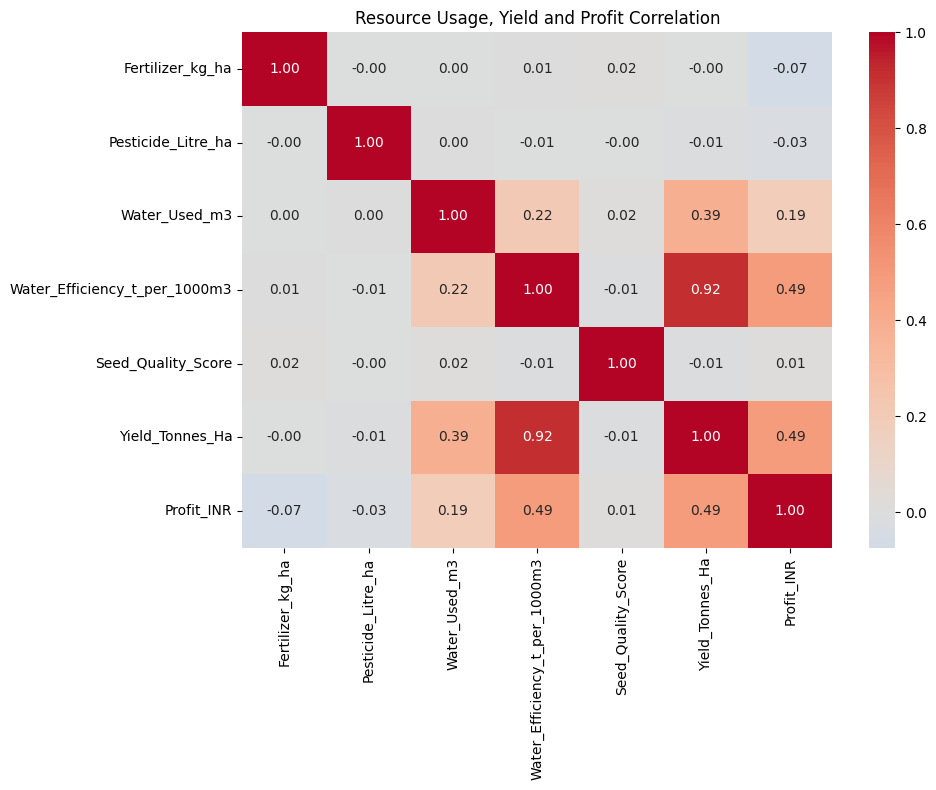 Resource Usage, Yield and Profit Correlation
Fertilizer_kg_ha 1.00 -0.00 0.00 0.01 0.02 -0.00 -0.07
Pesticide_Litre_ha -0.00 1.00 0.00 -0.01 -0.00 -0.01 -0.03
Water_Used_m3 0.00 0.00 1.00 0.22 0.02 0.39 0.19
Water_Efficiency_t_per_1000m3 0.01 -0.01 0.22 1.00 -0.01 0.92 0.49
Seed_Quality_Score 0.02 -0.00 0.02 -0.01 1.00 -0.01 0.01
Yield_Tonnes_Ha -0.00 -0.01 0.39 0.92 -0.01 1.00 0.49
Profit_INR -0.07 -0.03 0.19 0.49 0.01 0.49 1.00
Fertilizer_kg_ha
Pesticide_Litre_ha
Water_Used_m3
Water_Efficiency_t_per_1000m3
Seed_Quality_Score
Yield_Tonnes_Ha
Profit_INR
1.0
0.8
0.6
0.4
0.2
0.0